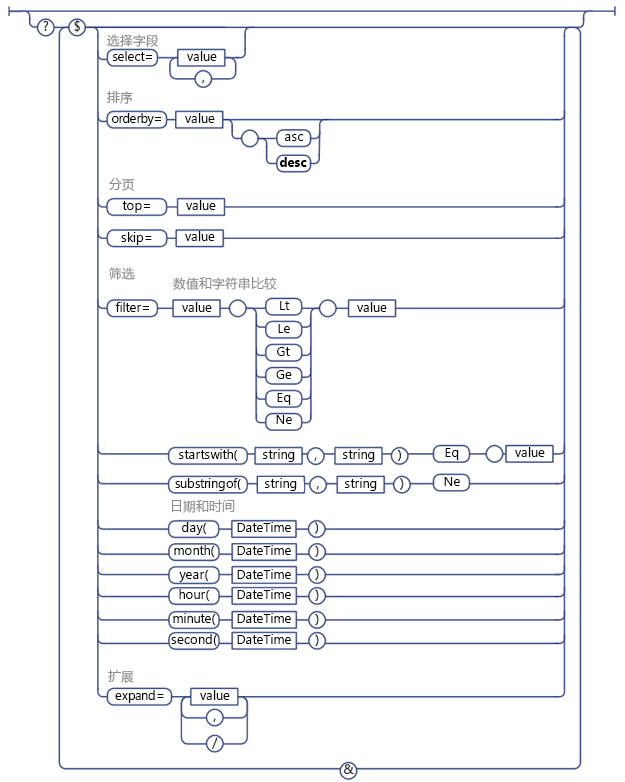 ? $
选择字段
select= value
,
排序
orderby= value
asc
desc
分页
top= value
skip= value
筛选
数值和字符串比较
filter= value Lt value
Le
Gt
Ge
Eq
Ne
startswith( string , string ) Eq value
substringof( string , string ) Ne
日期和时间
day( DateTime )
month( DateTime )
year( DateTime )
hour( DateTime )
minute( DateTime )
second( DateTime )
扩展
expand= value
,
/
&